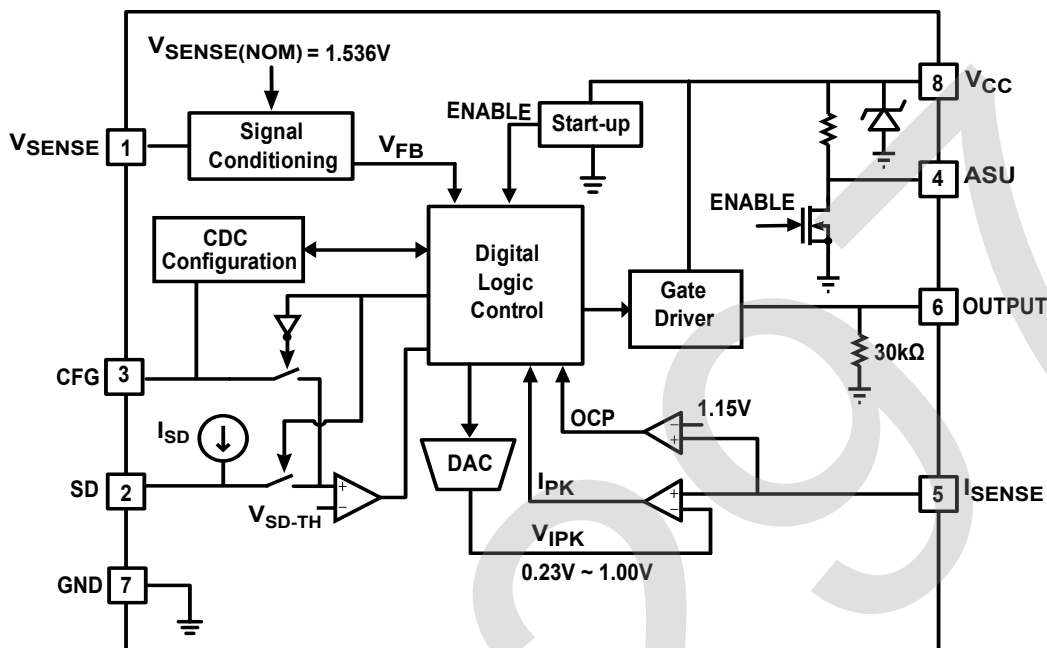 VSENSE(NOM) = 1.536V
8
VCC
ENABLE
Start-up
VSENSE
1
Signal
Conditioning
VFB
4
ASU
ENABLE
CDC
Configuration
Digital
Logic
Control
Gate
Driver
6
OUTPUT
30kΩ
CFG
3
OCP
1.15V
−
+
ISD
DAC
IPK
SD
2
+
−
VSD-TH
+
−
5
ISENSE
VIPK
0.23V ~ 1.00V
GND
7